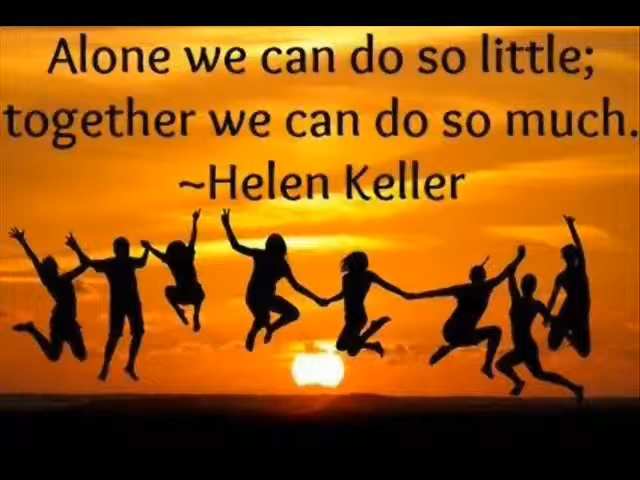 Alone we can do so little;
together we can do so much.
~Helen Keller